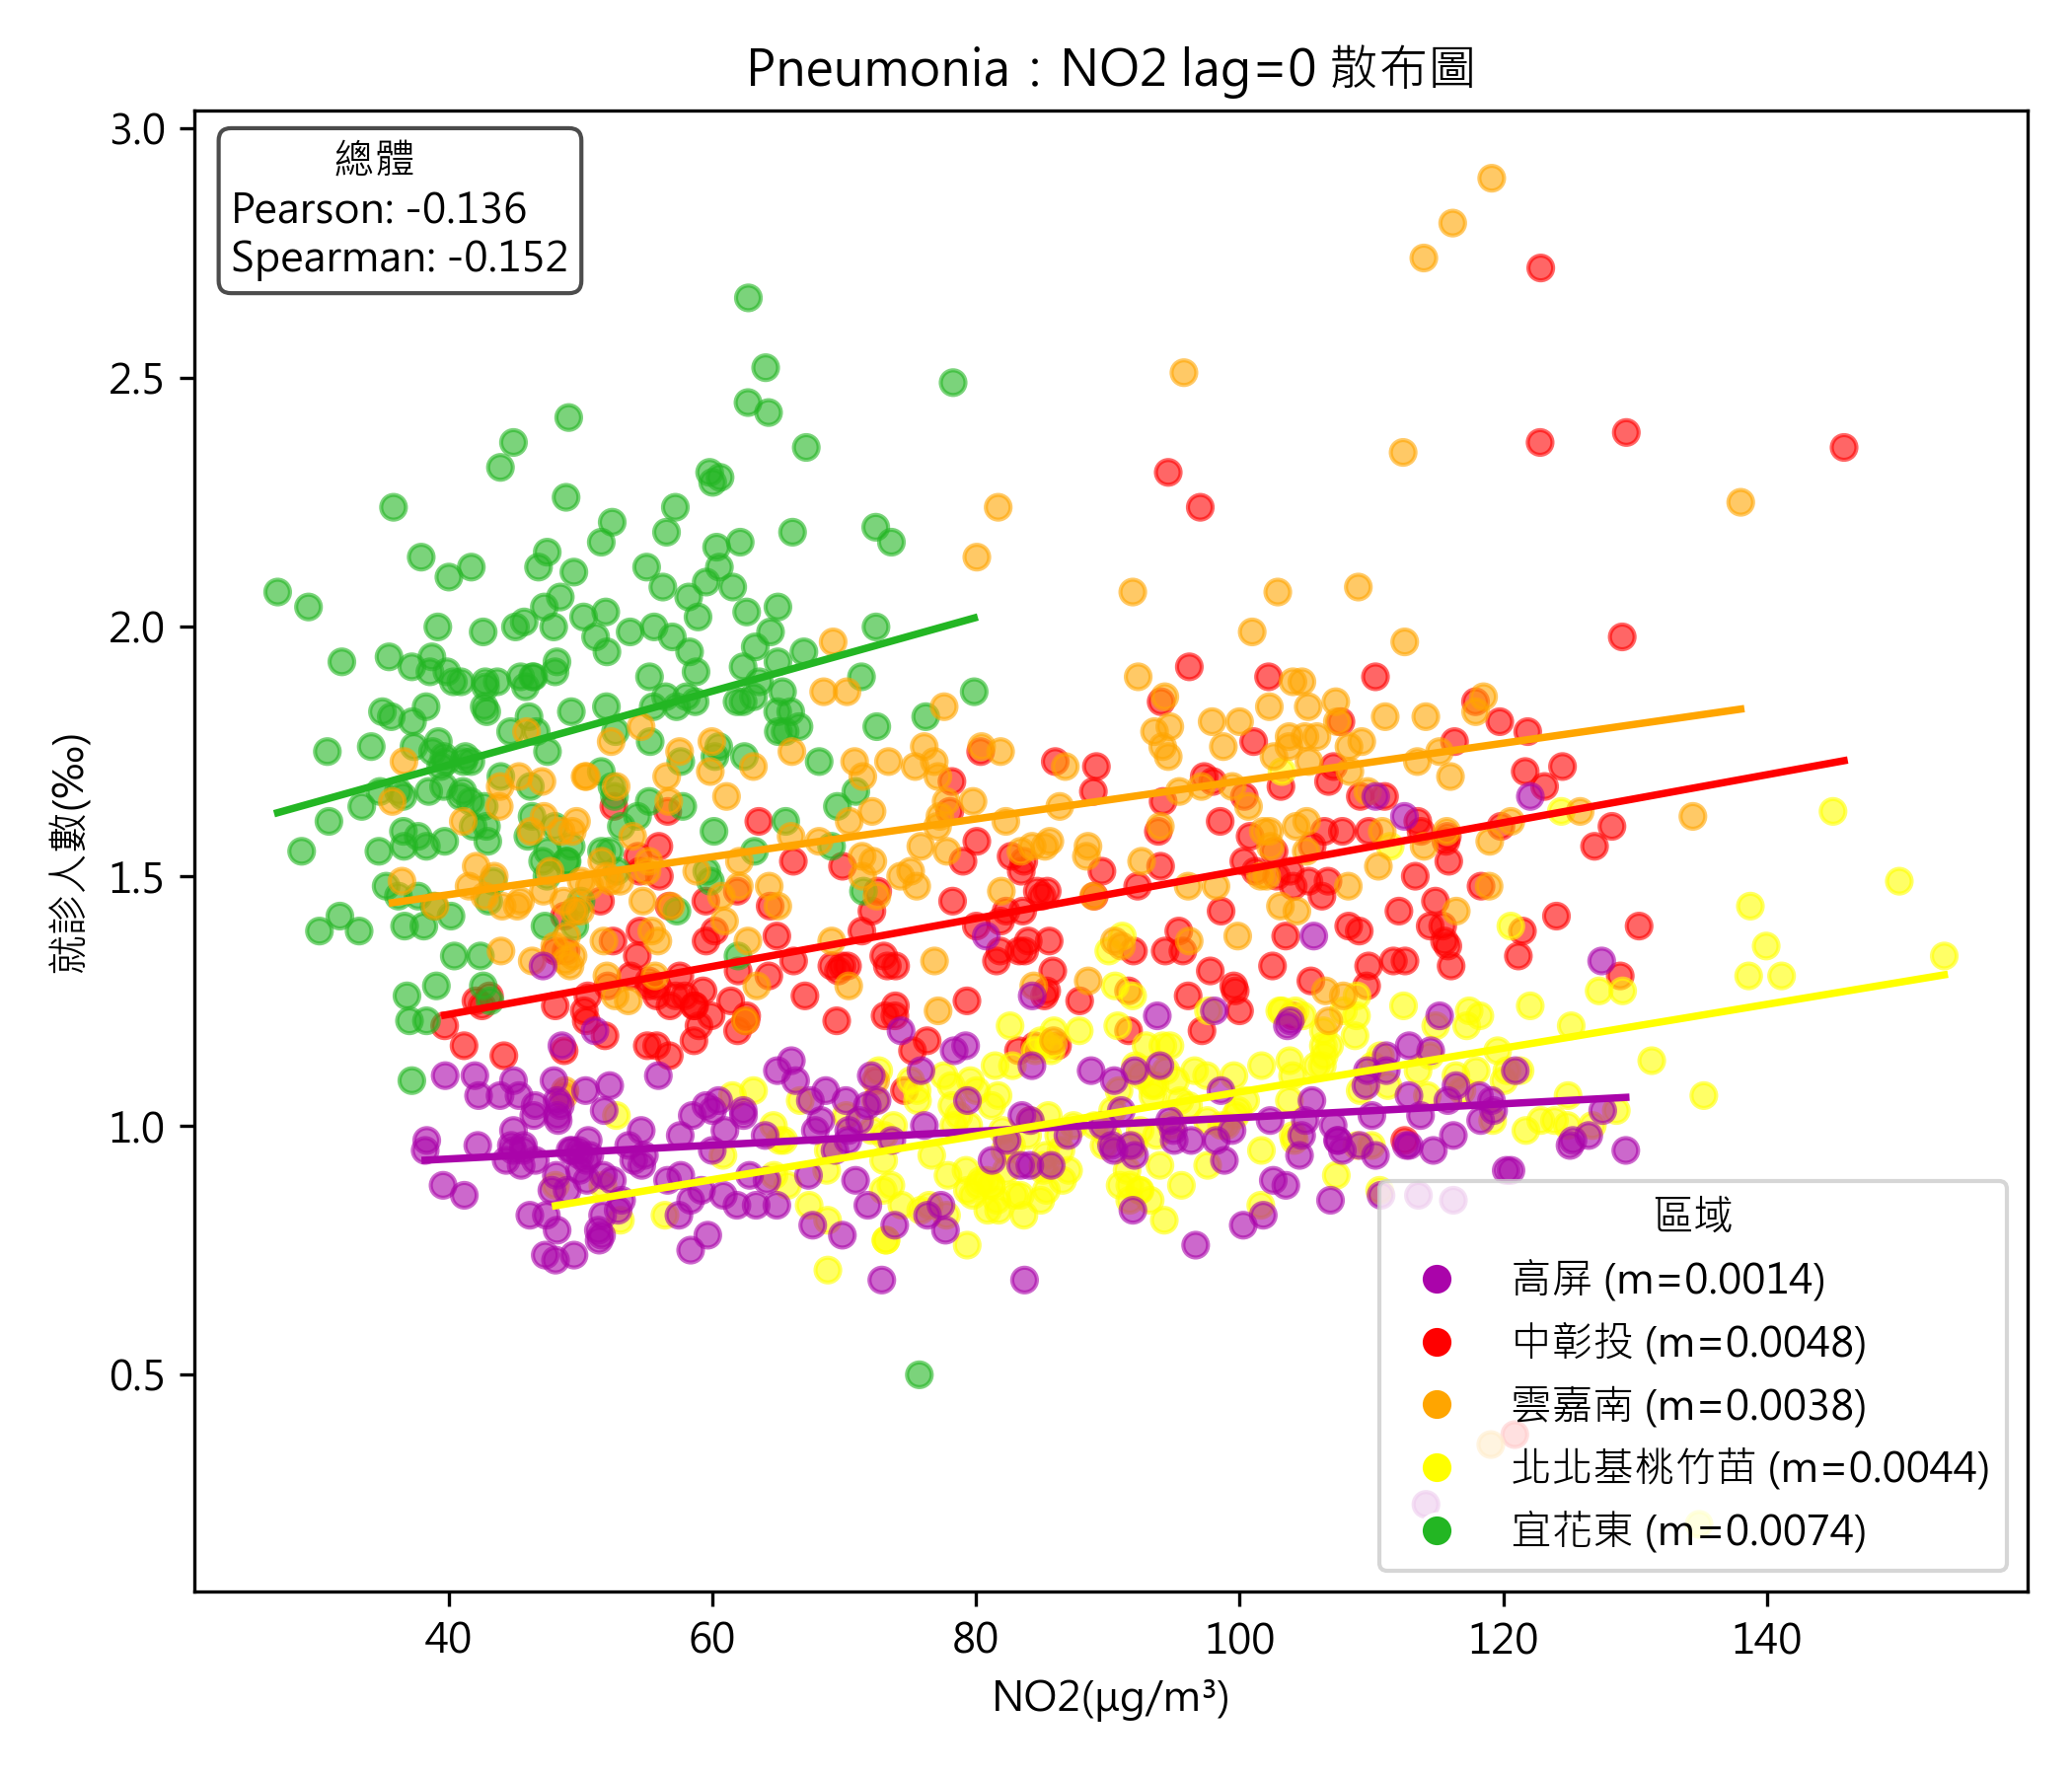 Pneumonia：NO2 lag=0 散布圖
總體
Pearson: -0.136
Spearman: -0.152
就診人數(‰)
3.0
2.5
2.0
1.5
1.0
0.5
區域
高屏 (m=0.0014)
中彰投 (m=0.0048)
雲嘉南 (m=0.0038)
北北基桃竹苗 (m=0.0044)
宜花東 (m=0.0074)
40
60
80
100
120
140
NO2(μg/m³)